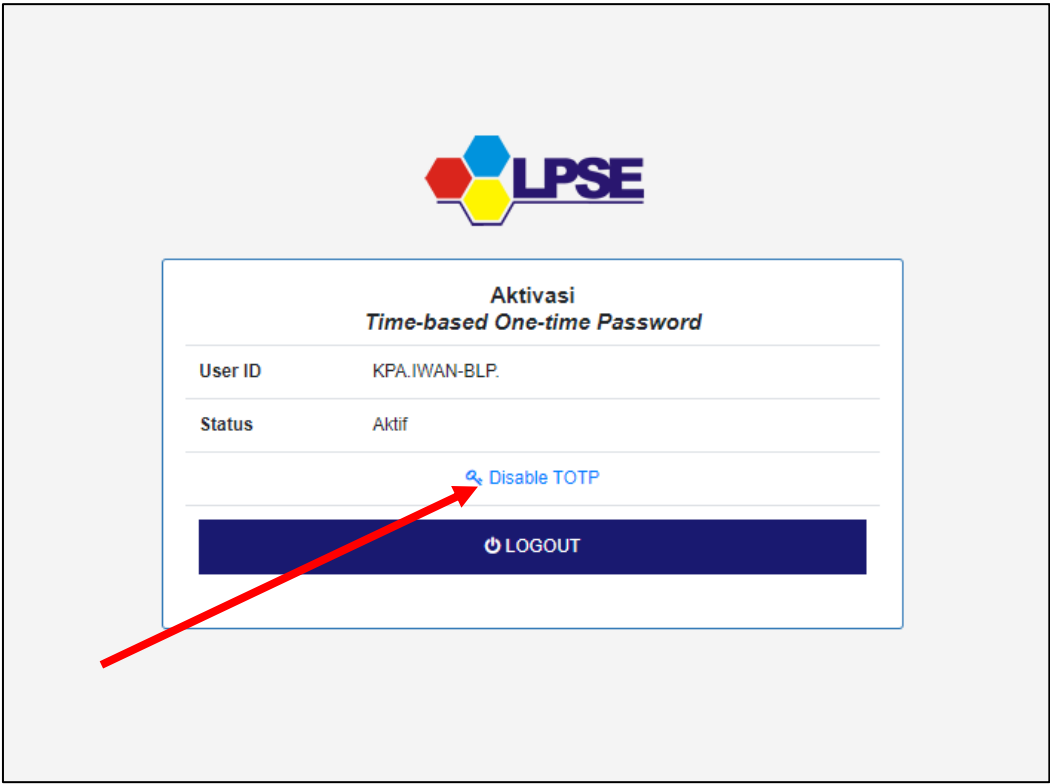 LPSE
Aktivasi
Time-based One-time Password
User ID KPA.IWAN-BLP.
Status Aktif
Disable TOTP
LOGOUT